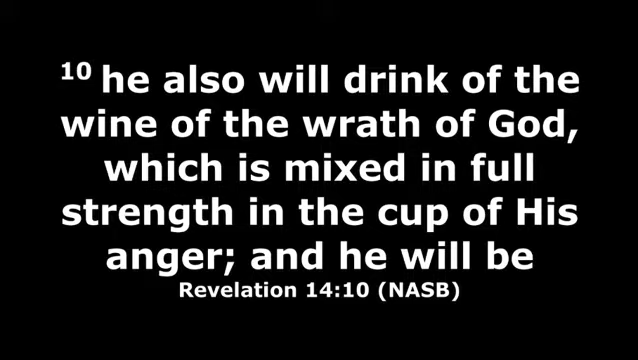 10 he also will drink of the
wine of the wrath of God,
which is mixed in full
strength in the cup of His
anger; and he will be
Revelation 14:10 (NASB)